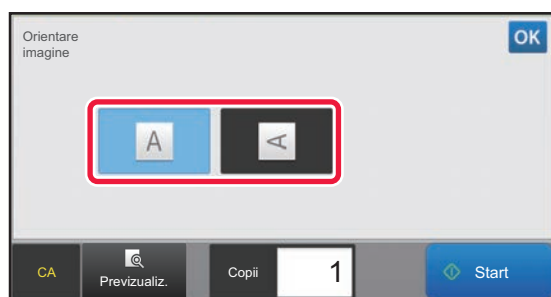 Orientare
imagine
OK
A
A
CA
Previzualiz.
Copii
1
Start